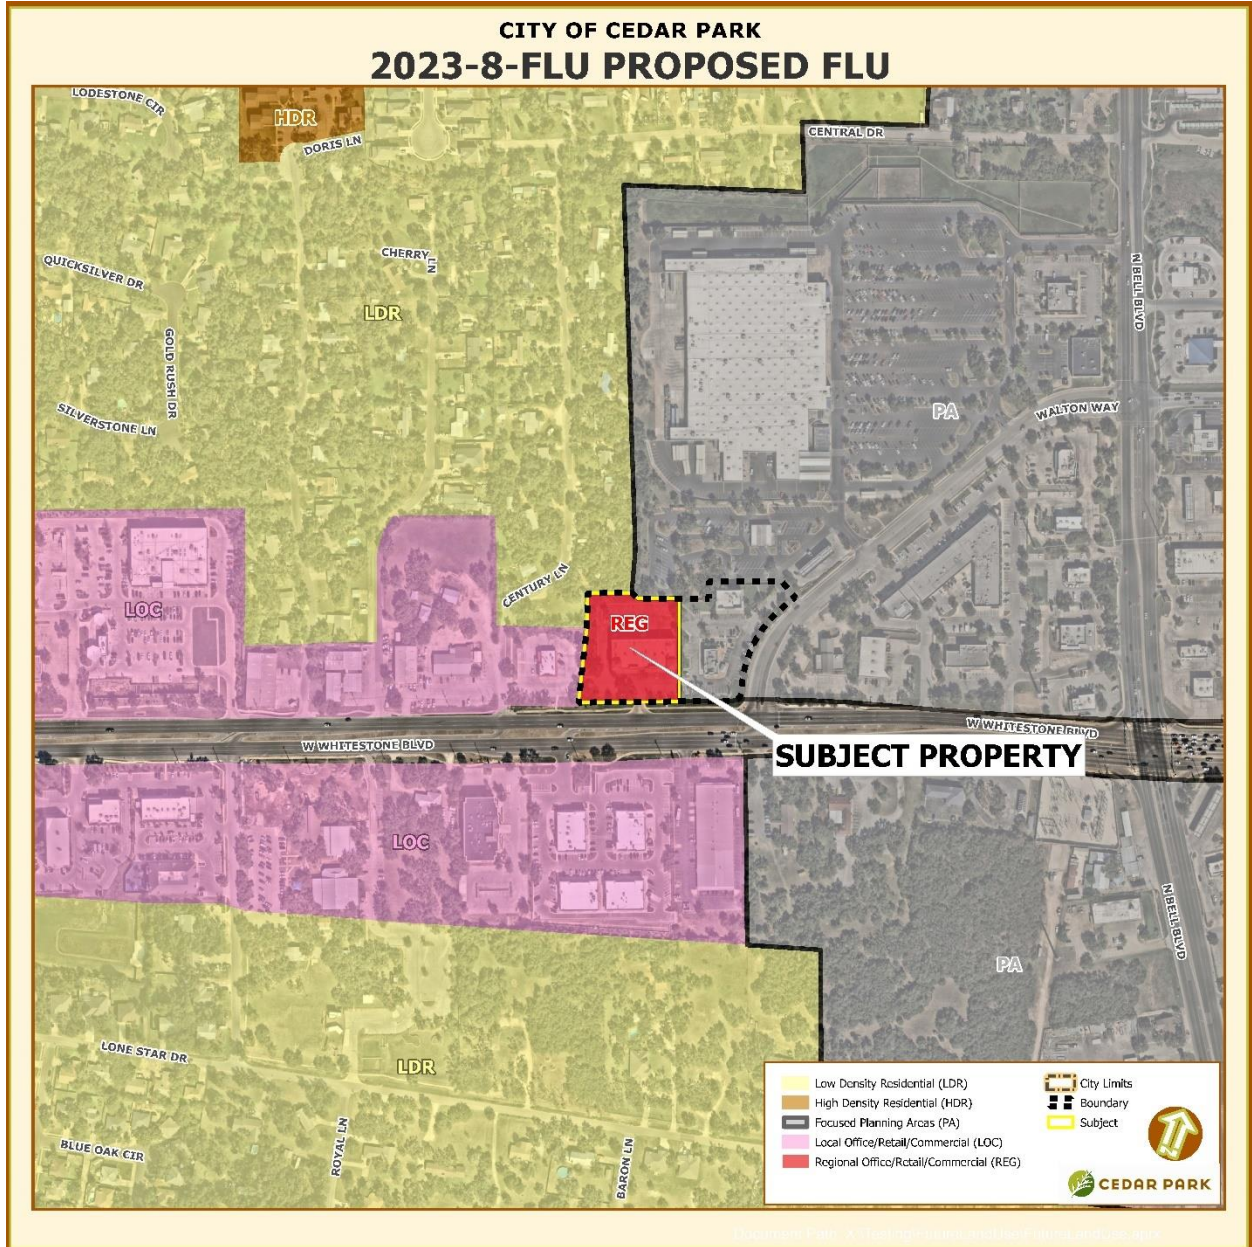 CITY OF CEDAR PARK
2023-8-FLU PROPOSED FLU
LODESTONE CIR
HDR
DORIS LN
CENTRAL DR
CHERRY LN
QUICKSILVER DR
N BELL BLVD
LDR
GOLD RUSH DR
SILVERSTONE LN
PA
WALTON WAY
CENTURY LN
LOC
REG
W WHITESTONE BLVD
W WHITESTONE BLVD
SUBJECT PROPERTY
LOC
N BELL BLVD
PA
LONE STAR DR
LDR
BLUE OAK CIR
ROYAL LN
BARON LN
Low Density Residential (LDR)
High Density Residential (HDR)
Focused Planning Areas (PA)
Local Office/Retail/Commercial (LOC)
Regional Office/Retail/Commercial (REG)
City Limits
Boundary
Subject
N
CEDAR PARK